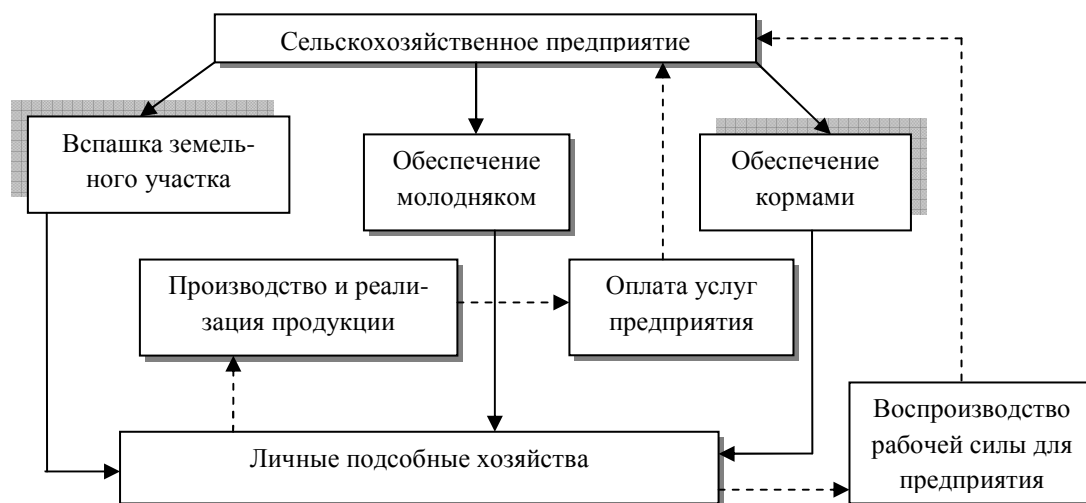 Сельскохозяйственное предприятие
Вспашка земель-
ного участка
Обеспечение
молодняком
Обеспечение
кормами
Производство и реали-
зация продукции
Оплата услуг
предприятия
Воспроизводство
рабочей силы для
предприятия
Личные подсобные хозяйства